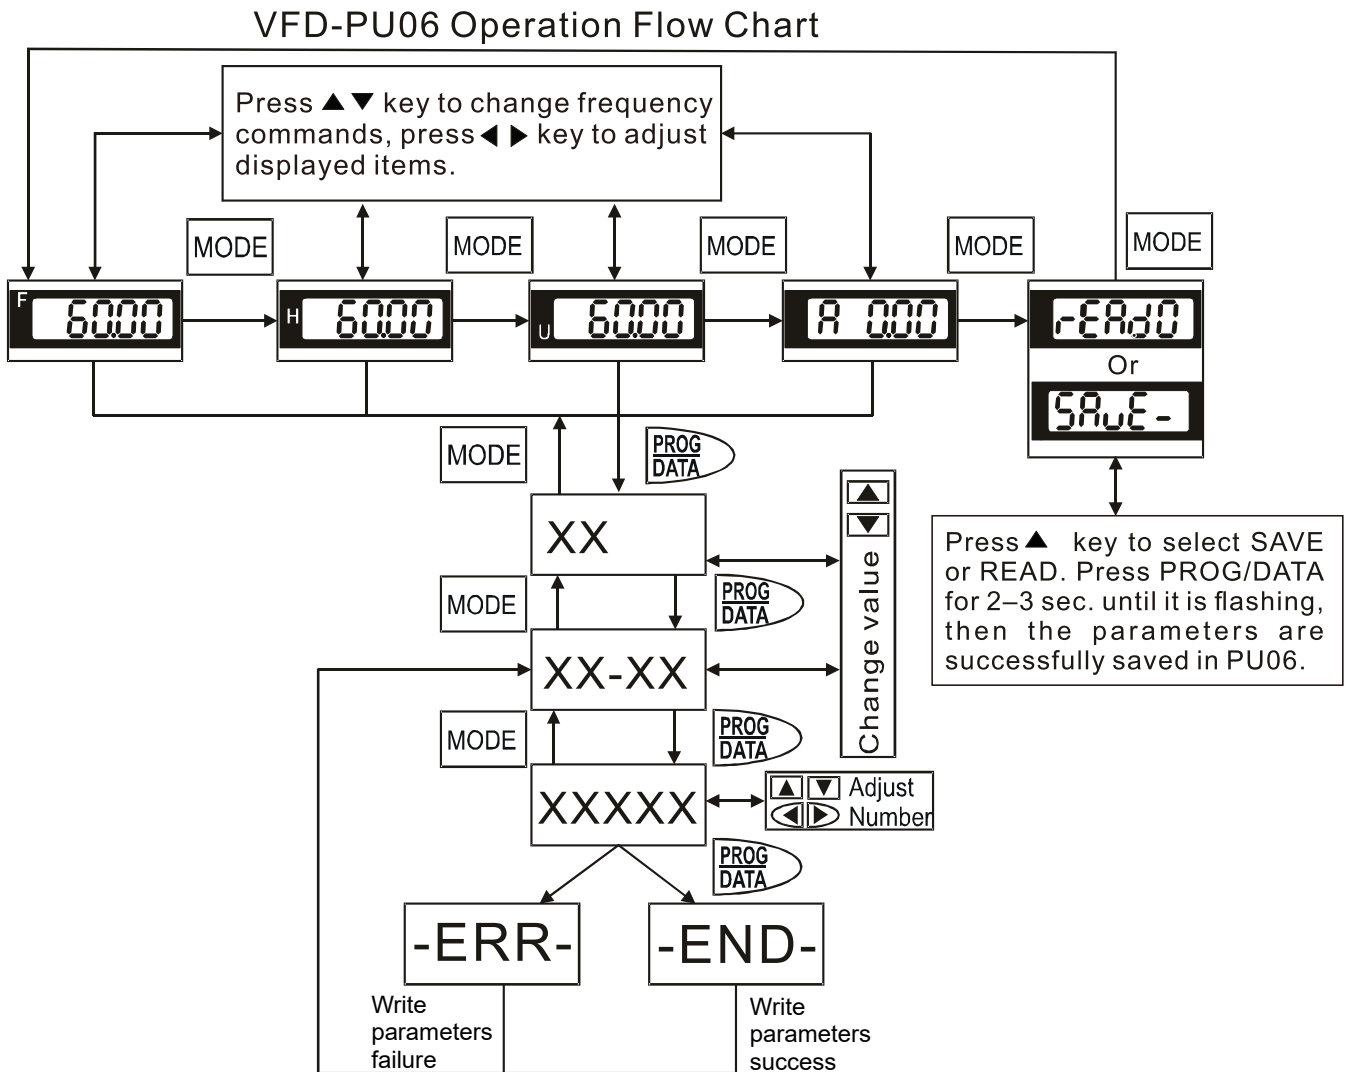 VFD-PU06 Operation Flow Chart
Press ▲ ▼ key to change frequency
commands, press ◀ ▶ key to adjust
displayed items.
MODE
MODE
MODE
MODE
MODE
F 60.00
H 60.00
U 60.00
A 0.00
rEAd0
Or
SAvE-
MODE
PROG
DATA
XX
▲
▼
Change value
Press ▲ key to select SAVE
or READ. Press PROG/DATA
for 2–3 sec. until it is flashing,
then the parameters are
successfully saved in PU06.
MODE
PROG
DATA
XX-XX
MODE
PROG
DATA
XXXXX
▲ ▼ Adjust
◀ ▶ Number
PROG
DATA
-ERR-
-END-
Write
parameters
failure
Write
parameters
success